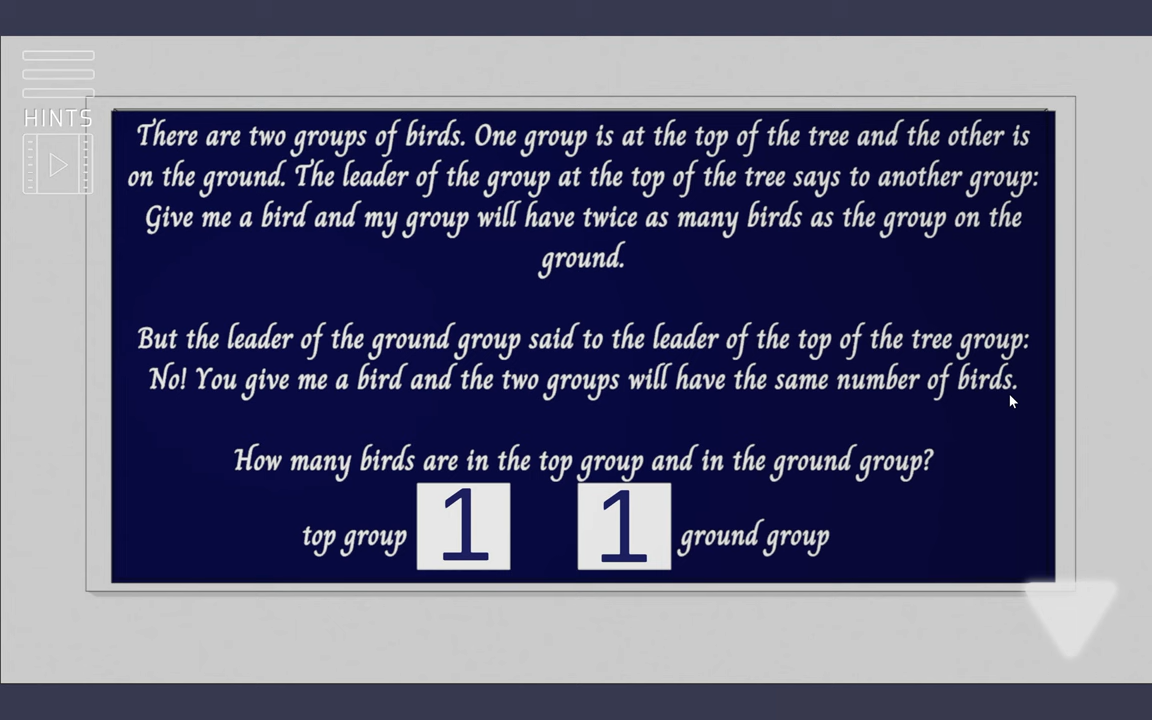 HINTS
There are two groups of birds. One group is at the top of the tree and the other is
on the ground. The leader of the group at the top of the tree says to another group:
Give me a bird and my group will have twice as many birds as the group on the
ground.
But the leader of the ground group said to the leader of the top of the tree group:
No! You give me a bird and the two groups will have the same number of birds.
How many birds are in the top group and in the ground group?
top group 1 1 ground group